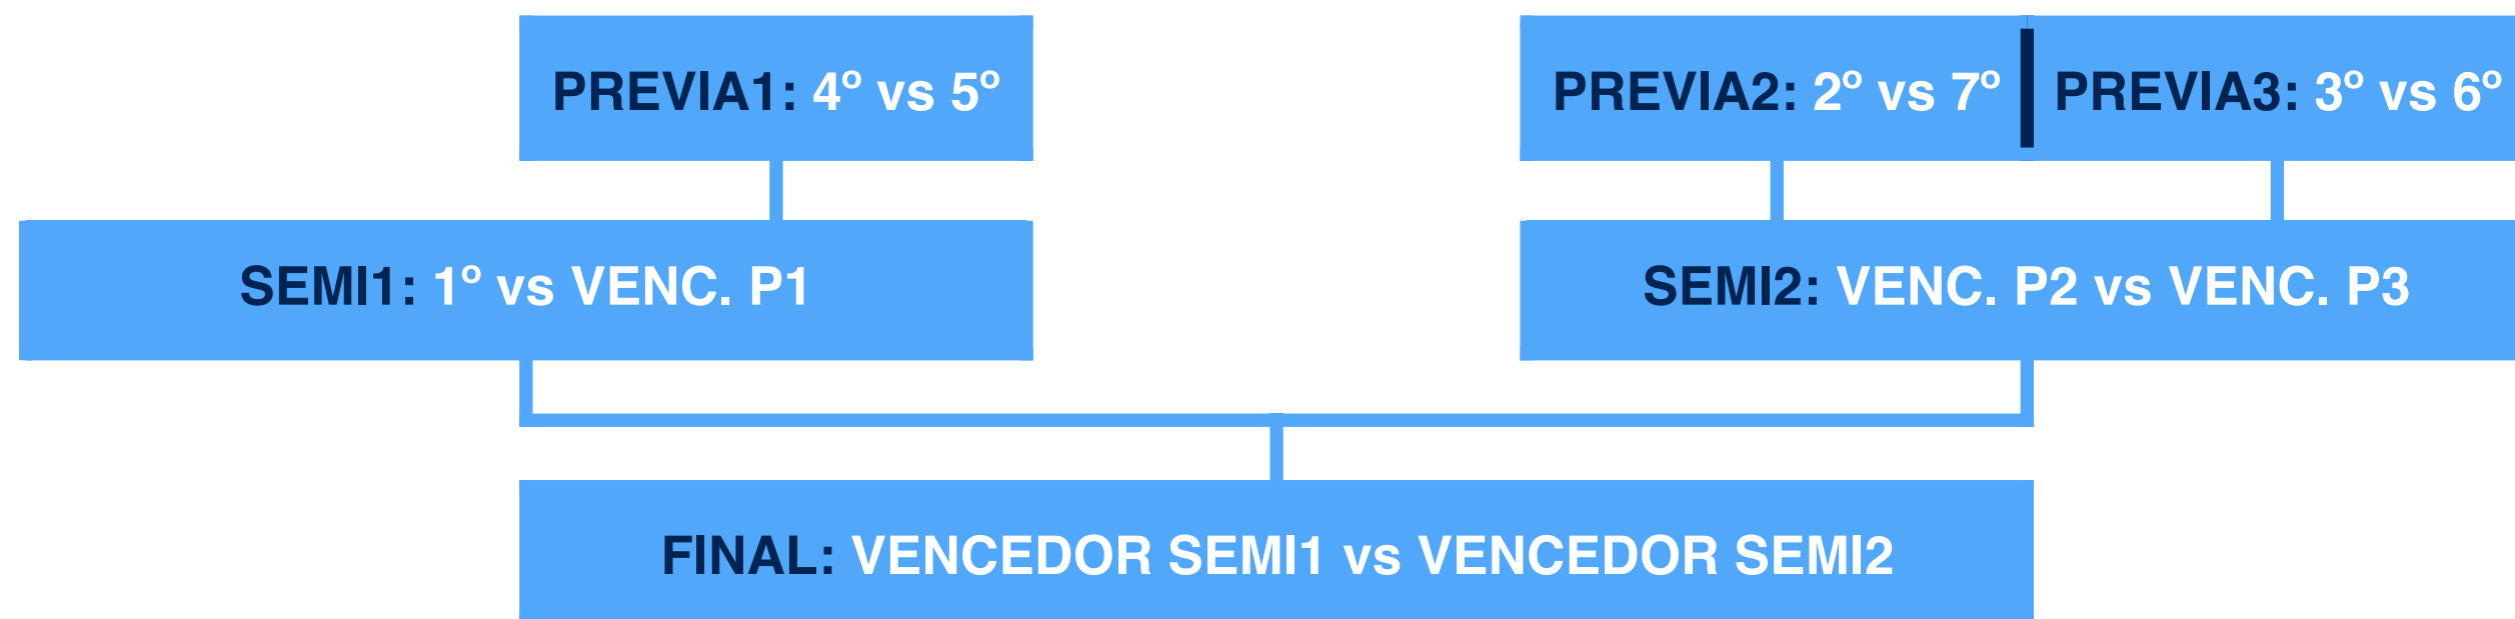 PREVIA1: 4º vs 5º
PREVIA2: 2º vs 7º
PREVIA3: 3º vs 6º
SEMI1: 1º vs VENC. P1
SEMI2: VENC. P2 vs VENC. P3
FINAL: VENCEDOR SEMI1 vs VENCEDOR SEMI2